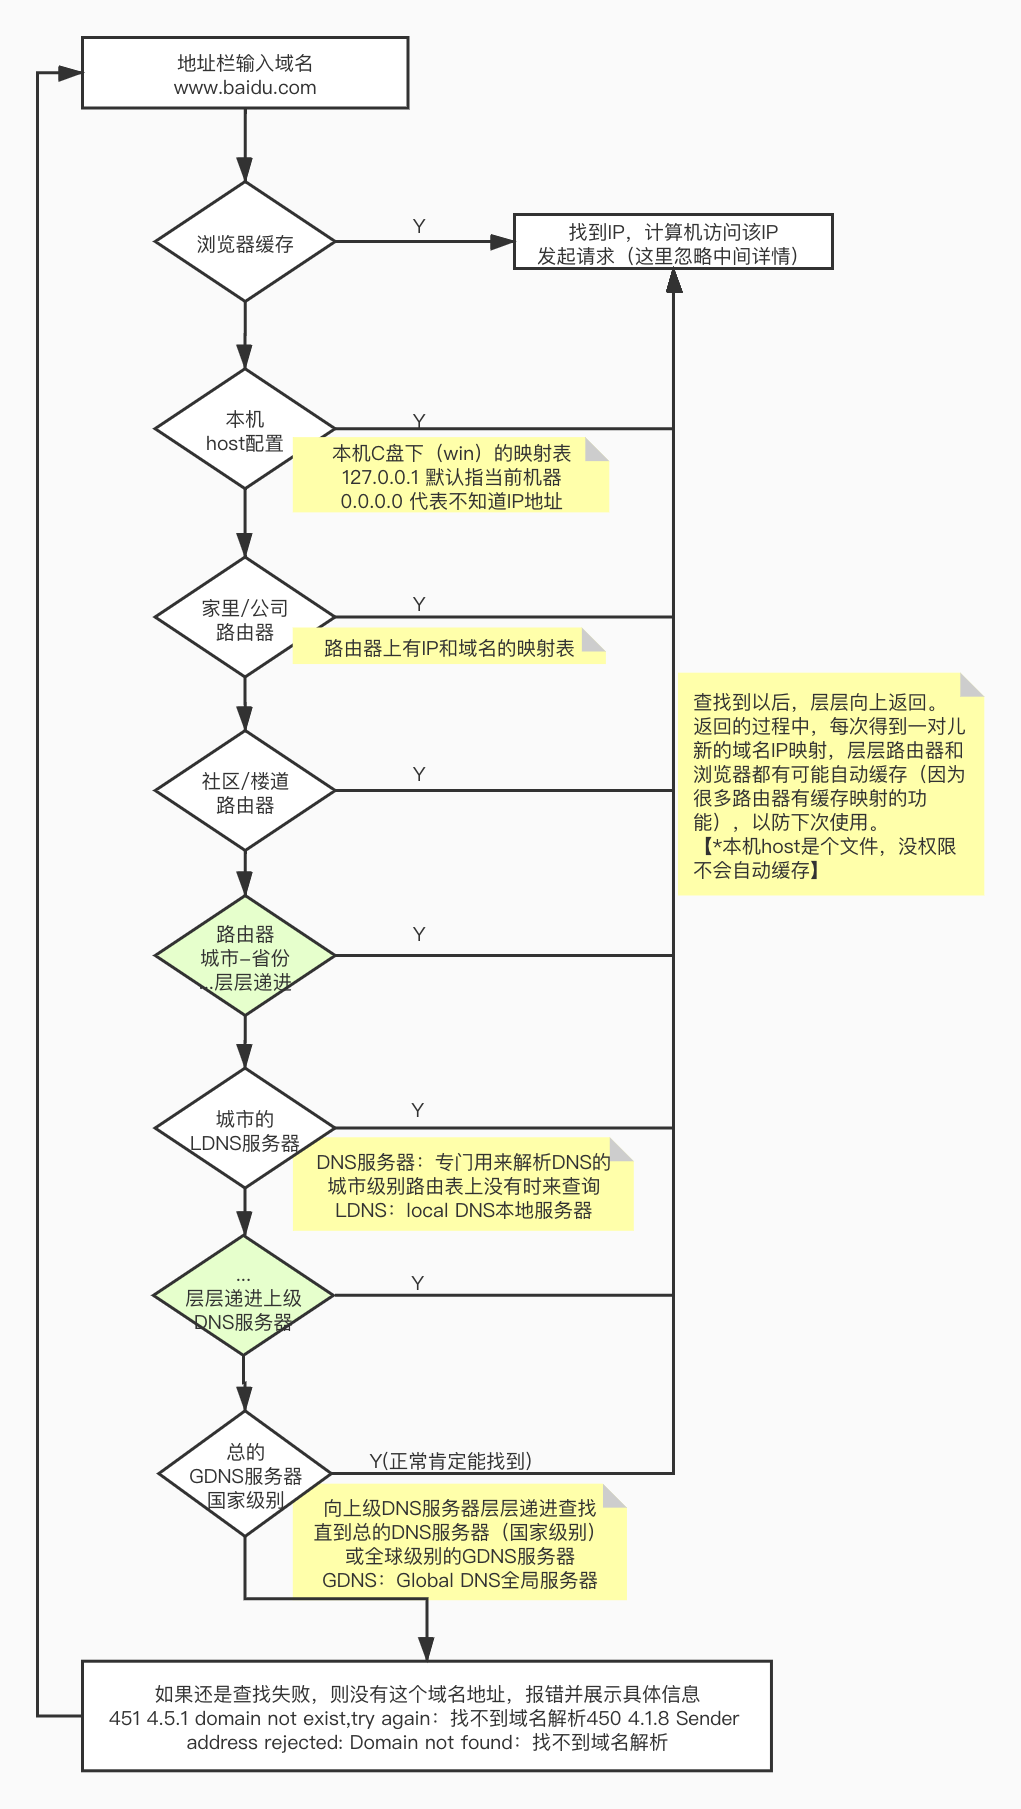 地址栏输入域名
www.baidu.com
浏览器缓存
Y
找到IP，计算机访问该IP
发起请求（这里忽略中间详情）
本机
host配置
Y
本机C盘下（win）的映射表
127.0.0.1 默认指当前机器
0.0.0.0 代表不知道IP地址
家里/公司
路由器
Y
路由器上有IP和域名的映射表
查找到以后，层层向上返回。
返回的过程中，每次得到一对儿
新的域名IP映射，层层路由器和
浏览器都有可能自动缓存（因为
很多路由器有缓存映射的功
能），以防下次使用。
【*本机host是个文件，没权限
不会自动缓存】
社区/楼道
路由器
Y
路由器
城市-省份
...层层递进
Y
城市的
LDNS服务器
Y
DNS服务器：专门用来解析DNS的
城市级别路由表上没有时来查询
LDNS：local DNS本地服务器
...
层层递进上级
DNS服务器
Y
总的
GDNS服务器
国家级别
Y(正常肯定能找到)
向上级DNS服务器层层递进查找
直到总的DNS服务器（国家级别）
或全球级别的GDNS服务器
GDNS：Global DNS全局服务器
如果还是查找失败，则没有这个域名地址，报错并展示具体信息
451 4.5.1 domain not exist,try again：找不到域名解析450 4.1.8 Sender
address rejected: Domain not found：找不到域名解析